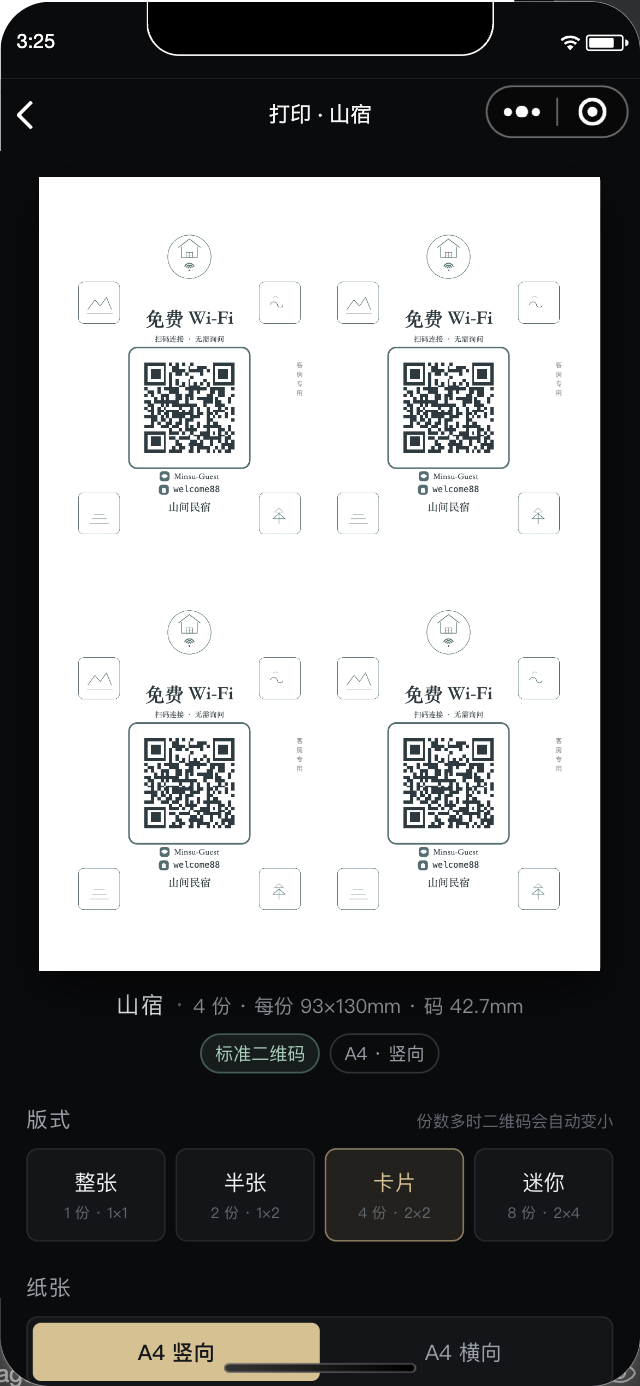 3:25
打印 · 山宿
免费 Wi-Fi
扫码连接 · 无需询问
客房专用
Minsu-Guest
welcome88
山间民宿
免费 Wi-Fi
扫码连接 · 无需询问
客房专用
Minsu-Guest
welcome88
山间民宿
免费 Wi-Fi
扫码连接 · 无需询问
客房专用
Minsu-Guest
welcome88
山间民宿
免费 Wi-Fi
扫码连接 · 无需询问
客房专用
Minsu-Guest
welcome88
山间民宿
山宿 · 4 份 · 每份 93×130mm · 码 42.7mm
标准二维码 A4 · 竖向
版式 份数多时二维码会自动变小
整张 半张 卡片 迷你
1 份 · 1×1 2 份 · 1×2 4 份 · 2×2 8 份 · 2×4
纸张
A4 竖向 A4 横向